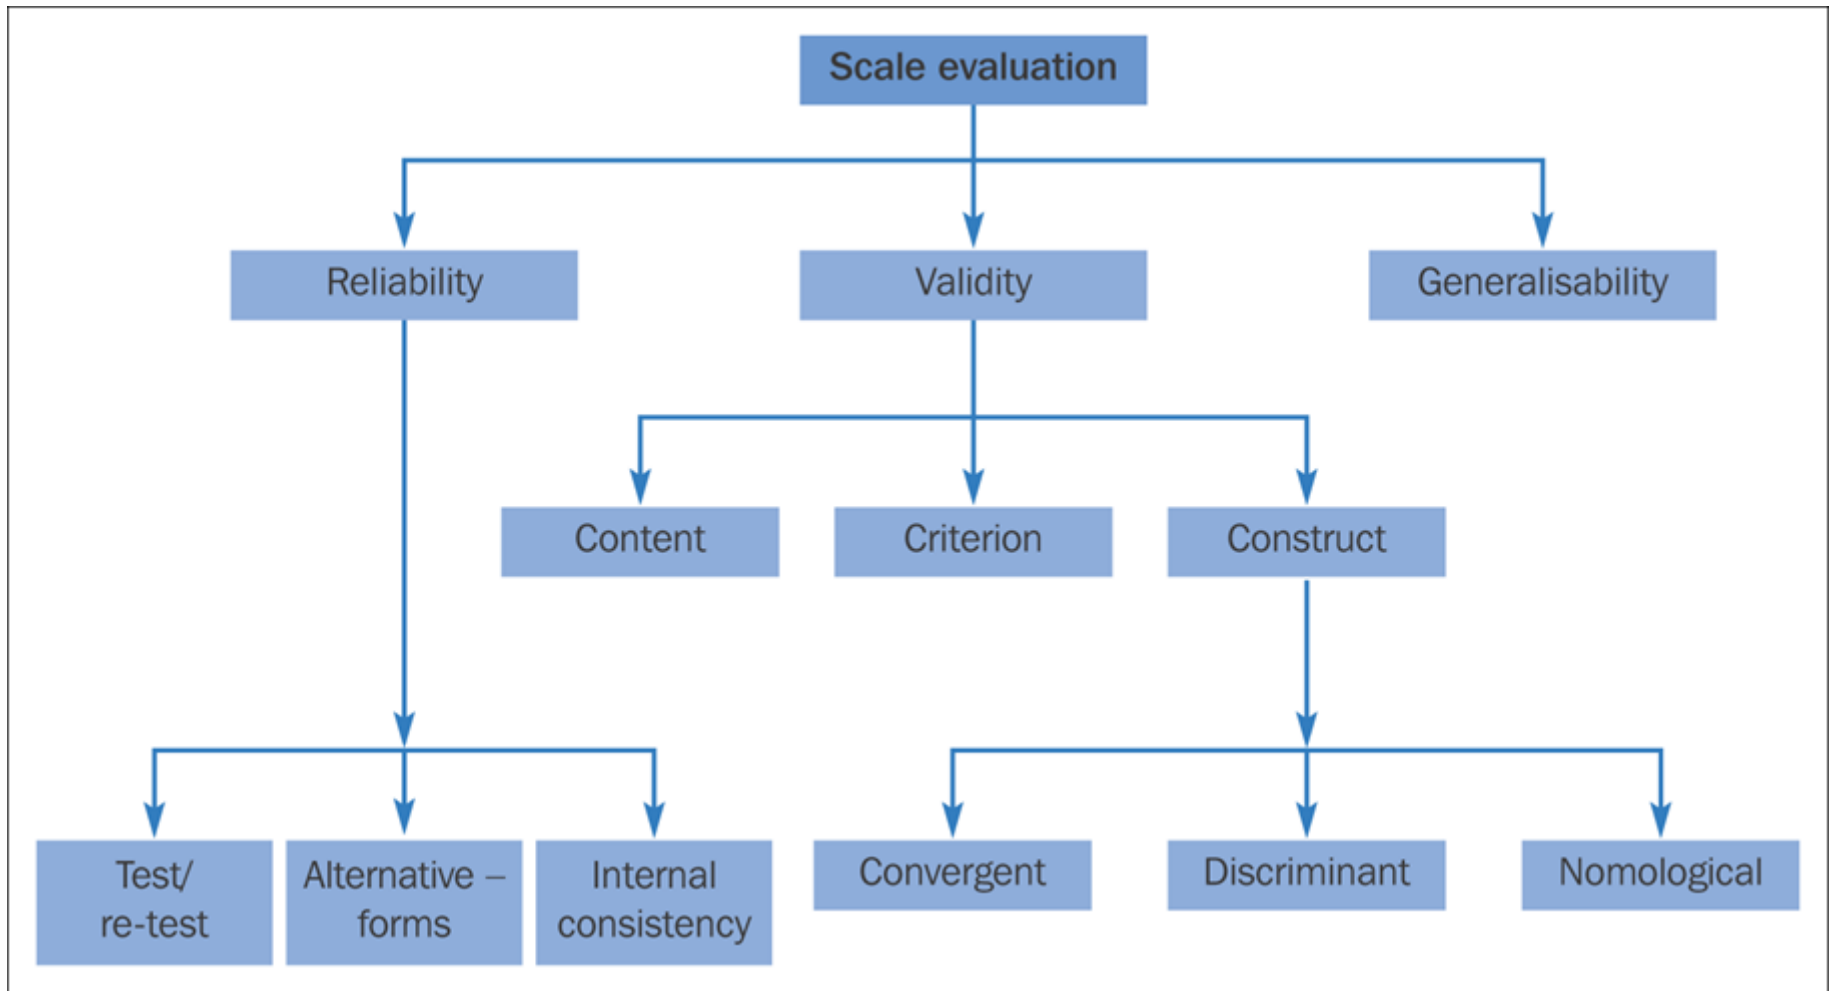 Scale evaluation
Reliability
Validity
Generalisability
Content
Criterion
Construct
Test/
re-test
Alternative –
forms
Internal
consistency
Convergent
Discriminant
Nomological